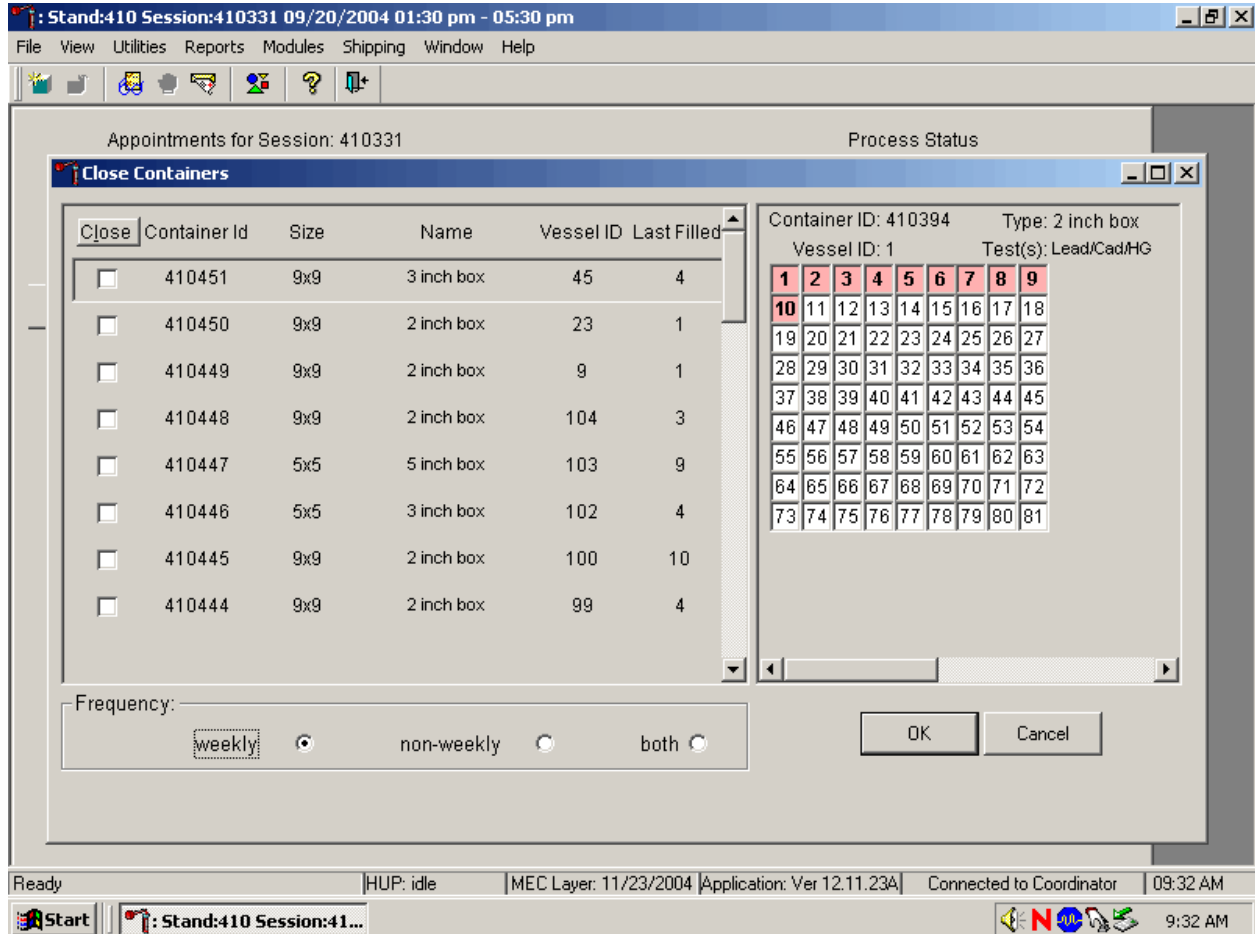 : Stand:410 Session:410331 09/20/2004 01:30 pm - 05:30 pm
File View Utilities Reports Modules Shipping Window Help
Appointments for Session: 410331 Process Status
Close Containers
Close Container Id Size Name Vessel ID Last Filled
410451 9x9 3 inch box 45 4
410450 9x9 2 inch box 23 1
410449 9x9 2 inch box 9 1
410448 9x9 2 inch box 104 3
410447 5x5 5 inch box 103 9
410446 5x5 3 inch box 102 4
410445 9x9 2 inch box 100 10
410444 9x9 2 inch box 99 4
Container ID: 410394 Type: 2 inch box
Vessel ID: 1 Test(s): Lead/Cad/HG
1 2 3 4 5 6 7 8 9
10 11 12 13 14 15 16 17 18
19 20 21 22 23 24 25 26 27
28 29 30 31 32 33 34 35 36
37 38 39 40 41 42 43 44 45
46 47 48 49 50 51 52 53 54
55 56 57 58 59 60 61 62 63
64 65 66 67 68 69 70 71 72
73 74 75 76 77 78 79 80 81
Frequency:
weekly non-weekly both
OK Cancel
Ready HUP: idle MEC Layer: 11/23/2004 Application: Ver 12.11.23A Connected to Coordinator 09:32 AM
Start : Stand:410 Session:41... N 9:32 AM